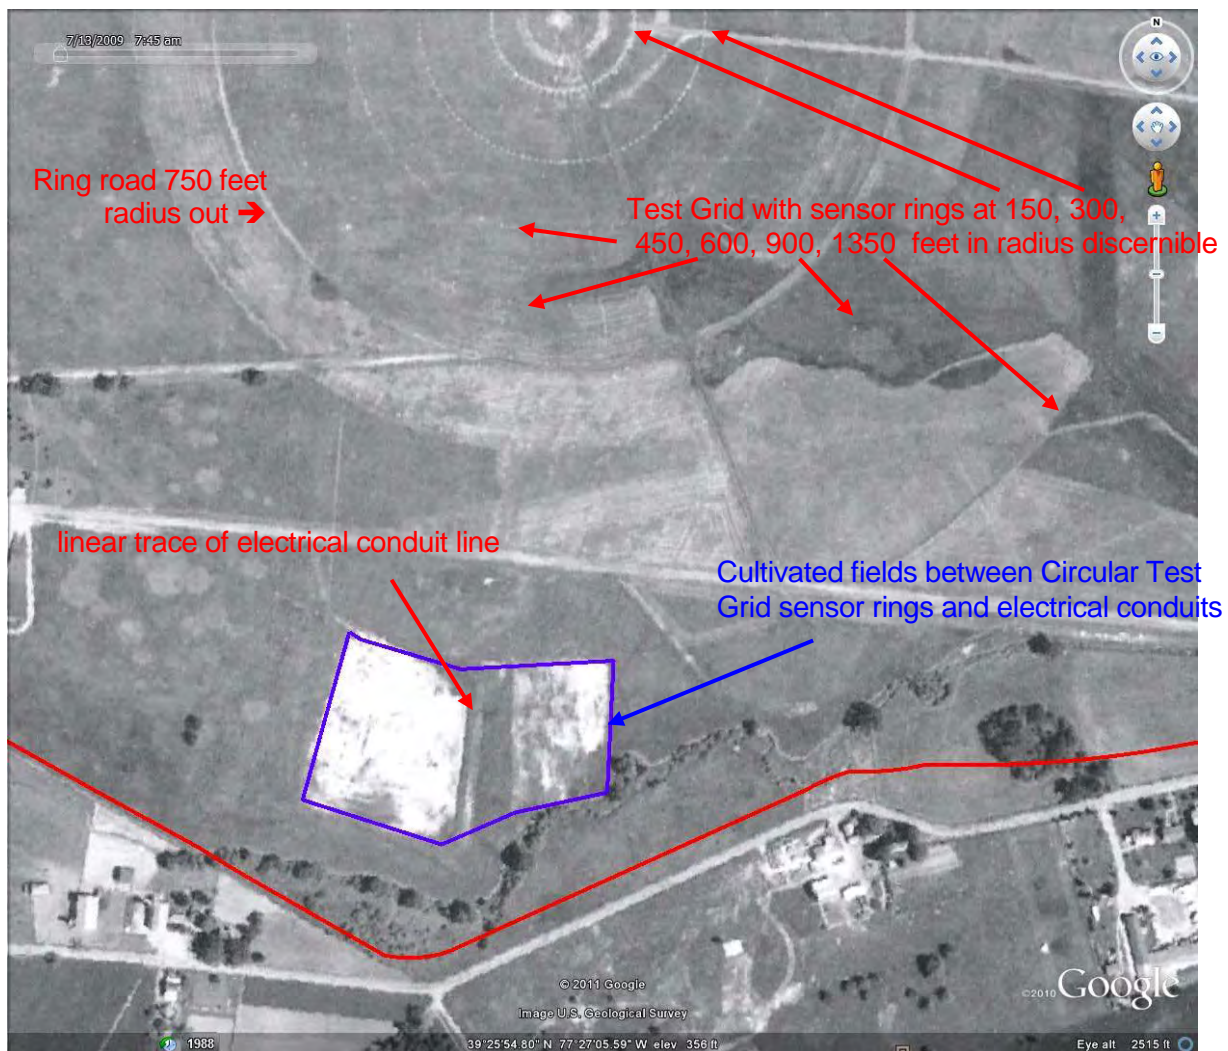 7/13/2009 7:45 am
N
Ring road 750 feet
radius out ➔
Test Grid with sensor rings at 150, 300,
450, 600, 900, 1350 feet in radius discernible
linear trace of electrical conduit line
Cultivated fields between Circular Test
Grid sensor rings and electrical conduits
© 2011 Google
©2010 Google
Image U.S. Geological Survey
1988
39°25'54.80" N 77°27'05.59" W elev 356 ft
Eye alt 2515 ft